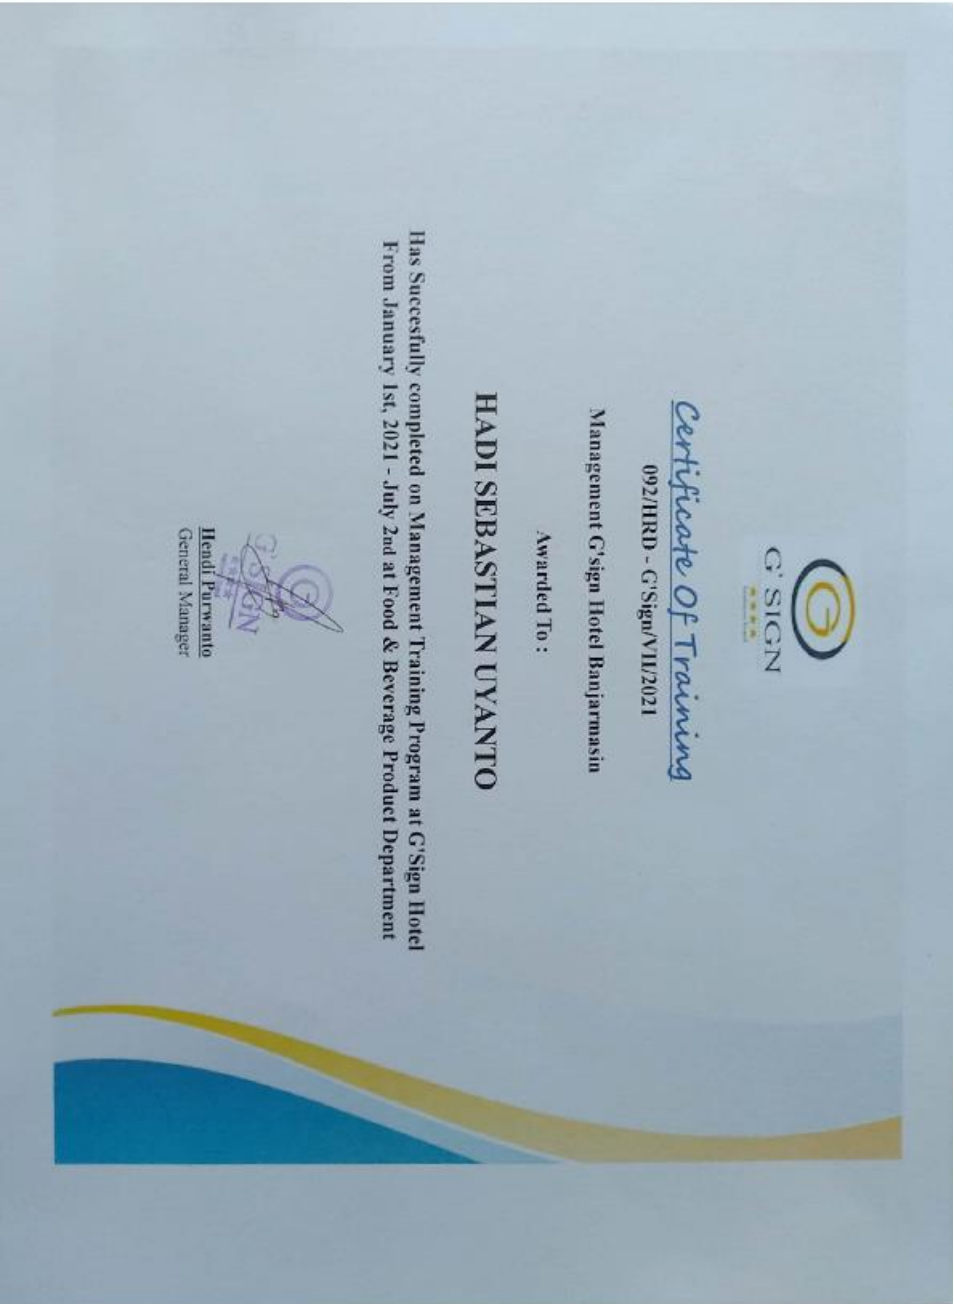 G' SIGN
Certificate Of Training
092/HRD - G'Sign/VII/2021
Management G'sign Hotel Banjarmasin
Awarded To :
HADI SEBASTIAN UYANTO
Has Succesfully completed on Management Training Program at G'Sign Hotel
From January 1st, 2021 - July 2nd at Food & Beverage Product Department
G'SIGN
Hendi Purwanto
General Manager